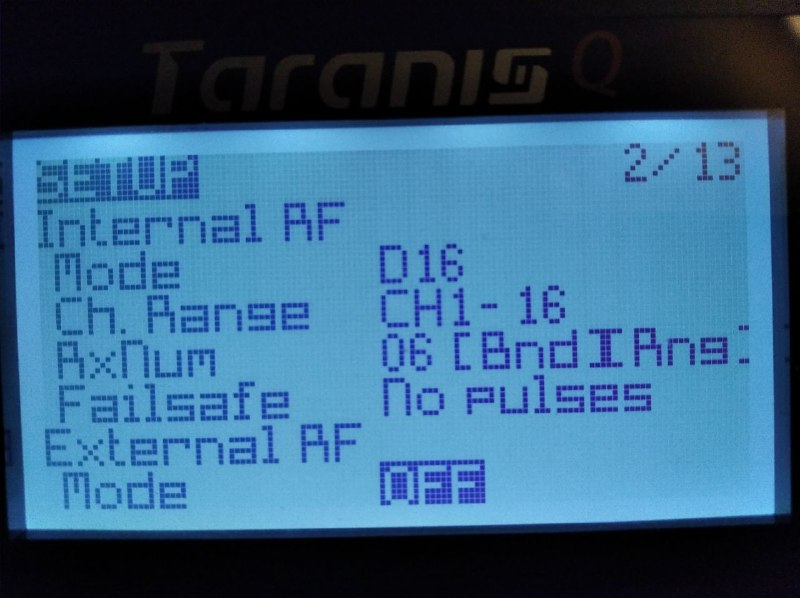 Taranis Q
SETUP 2/13
Internal RF
Mode D16
Ch. Range CH1-16
RxNum 06 [Bnd][Rng]
Failsafe No pulses
External RF
Mode OFF